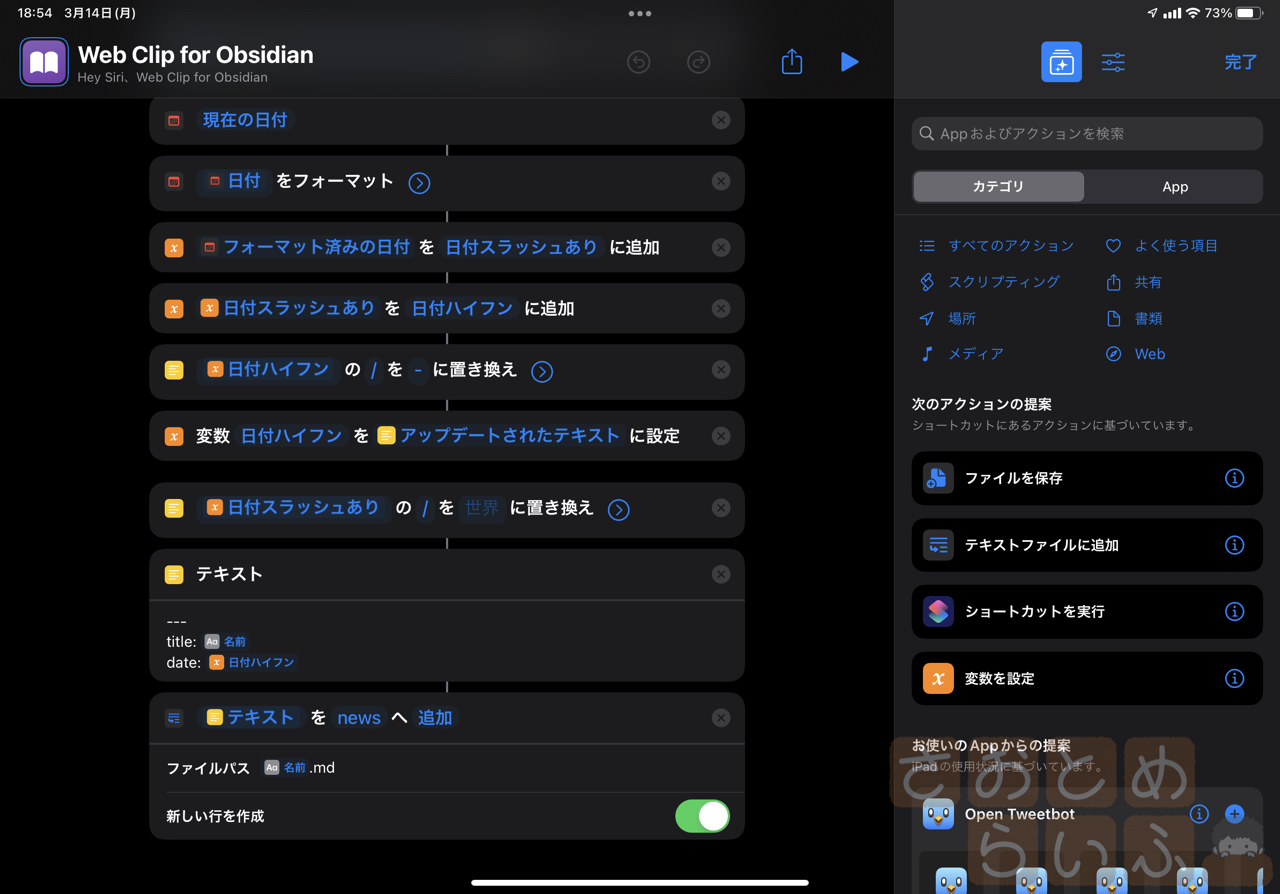 18:54 3月14日(月)
73%
Web Clip for Obsidian
Hey Siri、Web Clip for Obsidian
現在の日付
日付 をフォーマット
x フォーマット済みの日付 を 日付スラッシュあり に追加
x x 日付スラッシュあり を 日付ハイフン に追加
x 日付ハイフン の / を - に置き換え
x 変数 日付ハイフン を アップデートされたテキスト に設定
x 日付スラッシュあり の / を 世界 に置き換え
テキスト
---
title: Aa 名前
date: x 日付ハイフン
テキスト を news へ 追加
ファイルパス Aa 名前 .md
新しい行を作成
完了
Appおよびアクションを検索
カテゴリ App
すべてのアクション よく使う項目
スクリプティング 共有
場所 書類
メディア Web
次のアクションの提案
ショートカットにあるアクションに基づいています。
ファイルを保存
テキストファイルに追加
ショートカットを実行
x 変数を設定
お使いのAppからの提案
iPadの使用状況に基づいています。
Open Tweetbot
さおとめ
らいふ